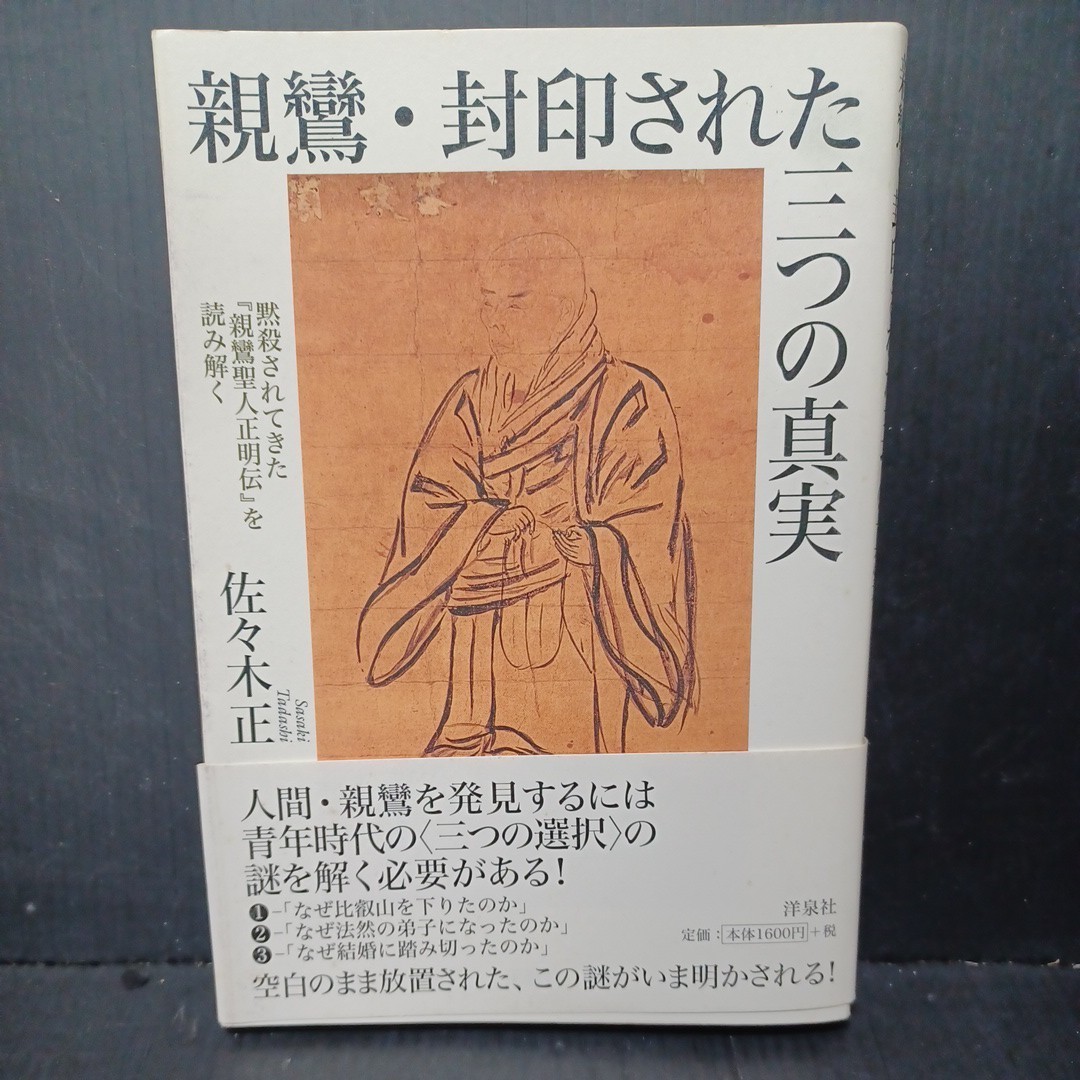 親鸞・封印された三つの真実
黙殺されてきた
『親鸞聖人正明伝』を
読み解く
佐々木正
Sasaki
Tadashi
人間・親鸞を発見するには
青年時代の〈三つの選択〉の
謎を解く必要がある!
❶–「なぜ比叡山を下りたのか」
❷–「なぜ法然の弟子になったのか」
❸–「なぜ結婚に踏み切ったのか」
空白のまま放置された、この謎がいま明かされる!
洋泉社
定価:本体1600円+税